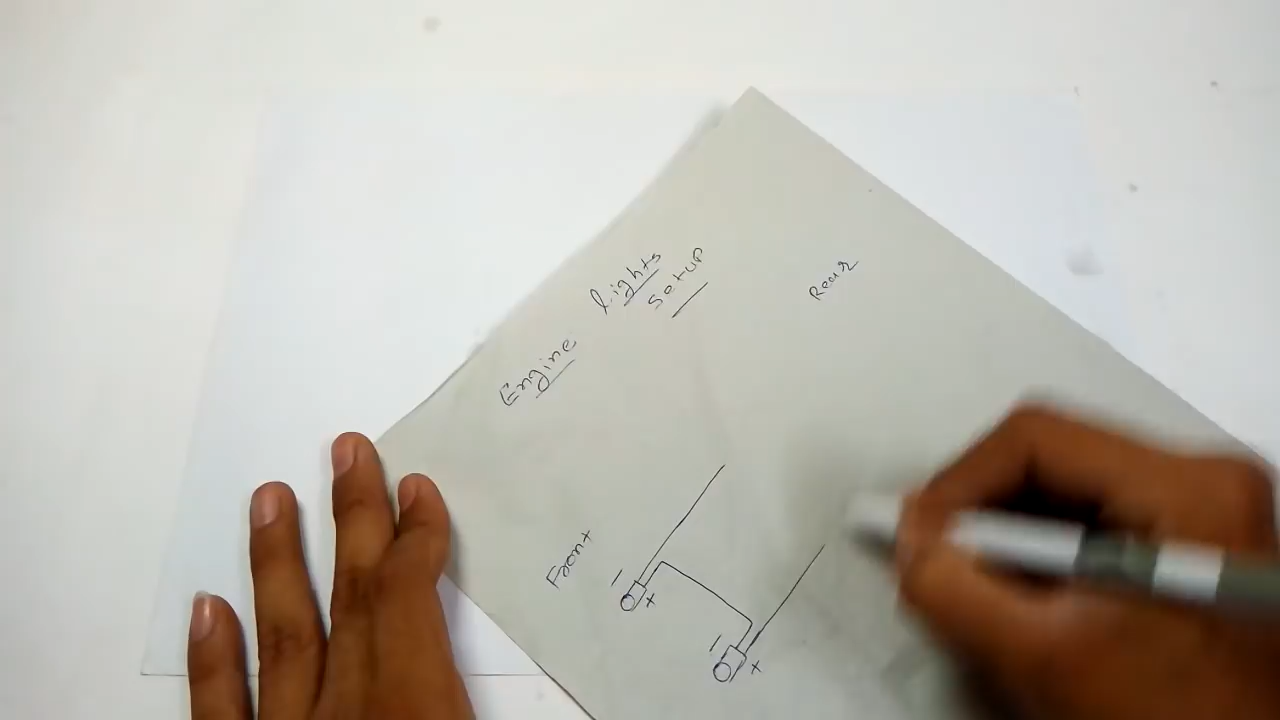 Engine lights
setup
Rear
Front
-
+
-
+